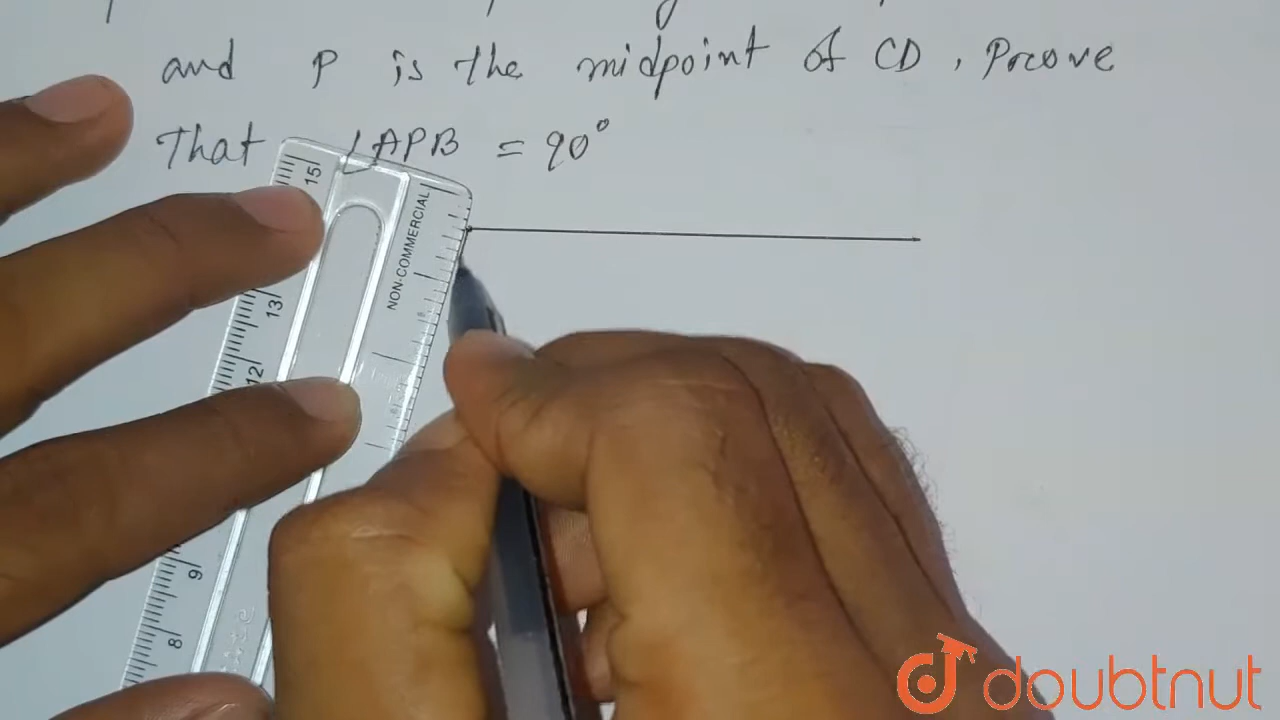 and P is the midpoint of CD, Prove
That ∠APB = 90°
15
NON-COMMERCIAL
13
12
9
8
doubtnut